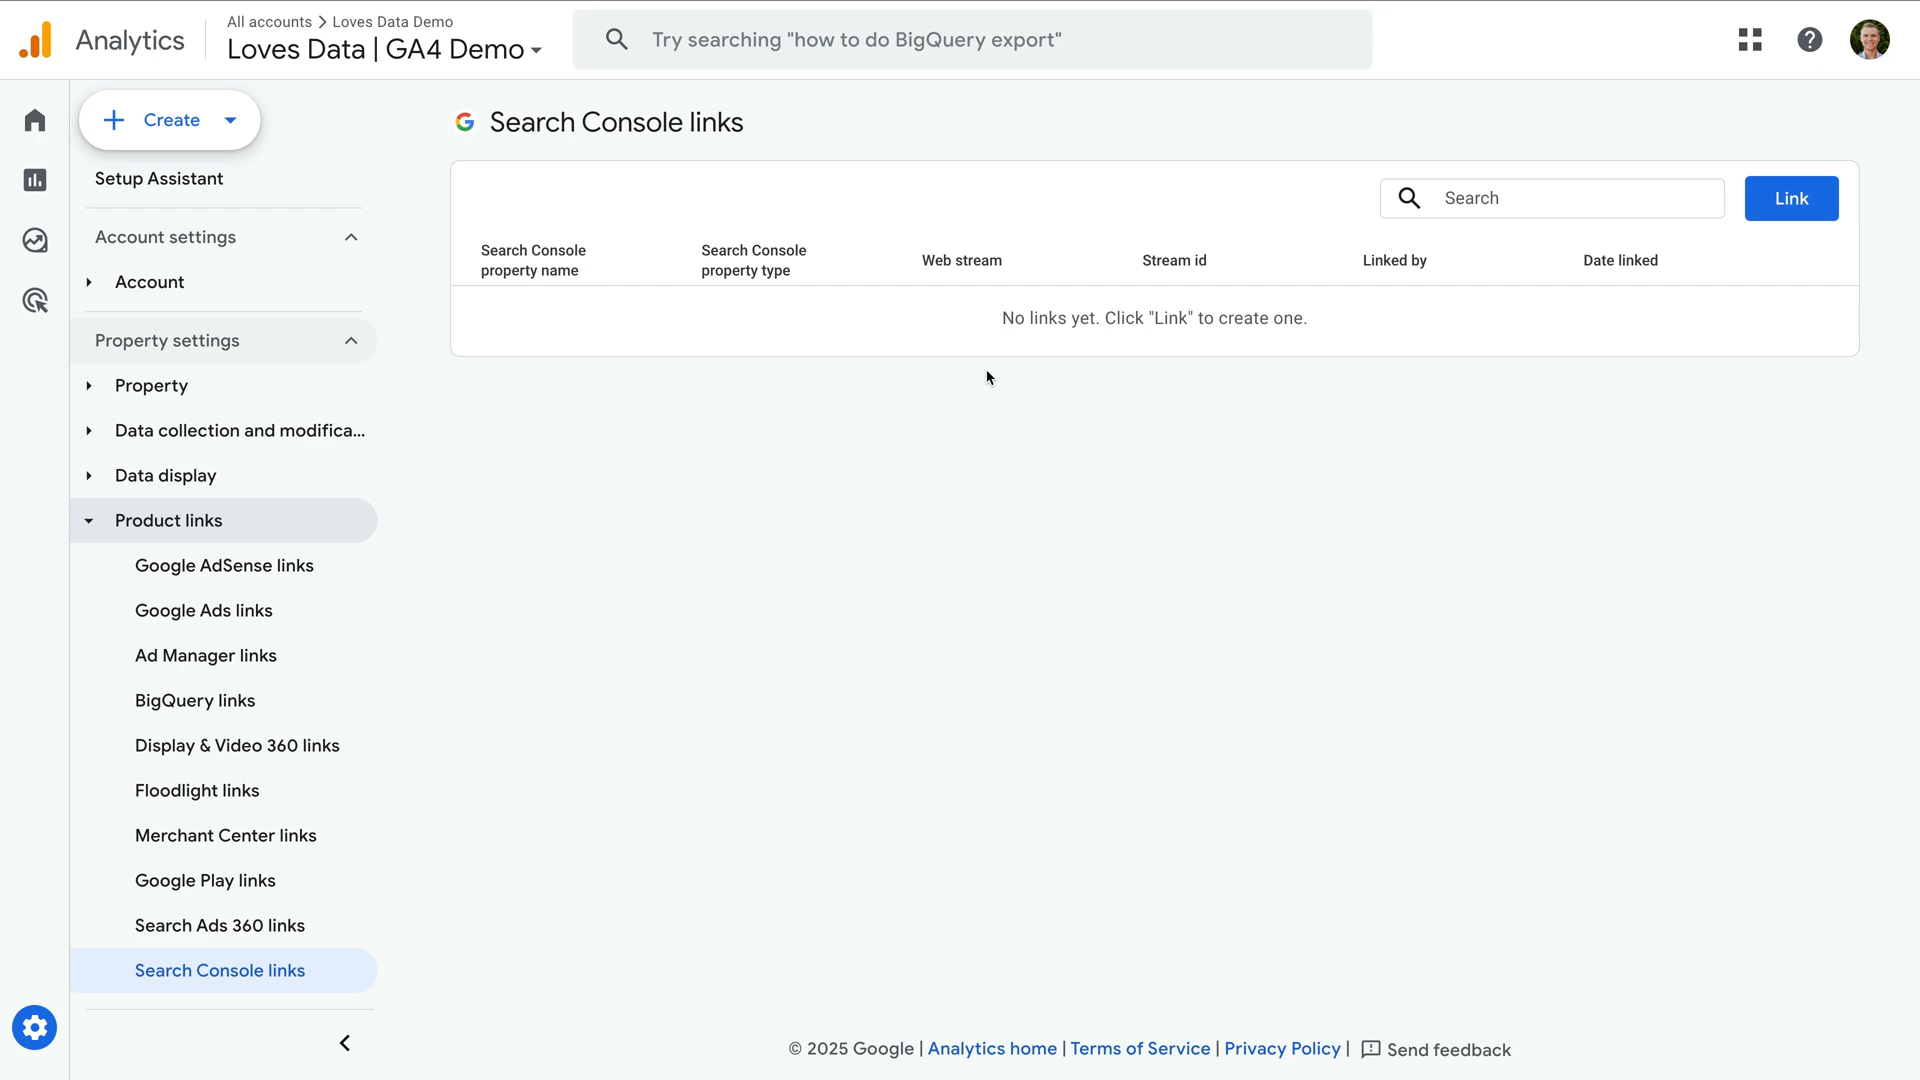 Analytics
All accounts > Loves Data Demo
Loves Data | GA4 Demo
Try searching "how to do BigQuery export"
Create
Setup Assistant
Account settings
Account
Property settings
Property
Data collection and modifica...
Data display
Product links
Google AdSense links
Google Ads links
Ad Manager links
BigQuery links
Display & Video 360 links
Floodlight links
Merchant Center links
Google Play links
Search Ads 360 links
Search Console links
Search Console links
Search
Link
Search Console property name
Search Console property type
Web stream
Stream id
Linked by
Date linked
No links yet. Click "Link" to create one.
© 2025 Google | Analytics home | Terms of Service | Privacy Policy | Send feedback